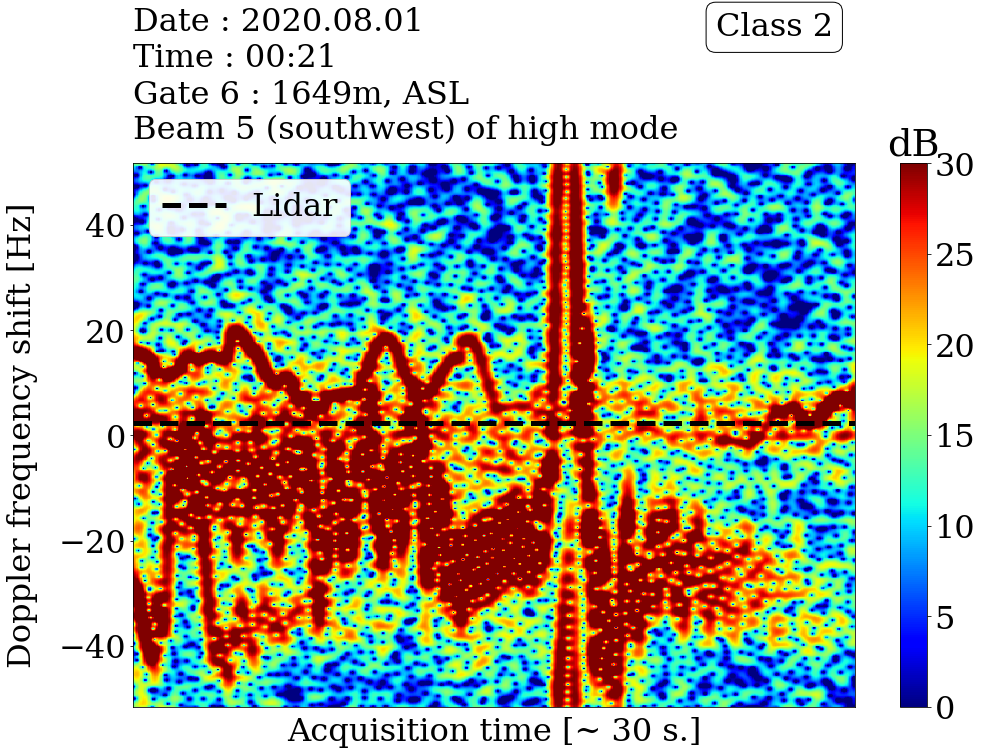 Date : 2020.08.01
Time : 00:21
Gate 6 : 1649m, ASL
Beam 5 (southwest) of high mode
Class 2
dB
Lidar
Doppler frequency shift [Hz]
40
20
0
−20
−40
30
25
20
15
10
5
0
Acquisition time [~ 30 s.]